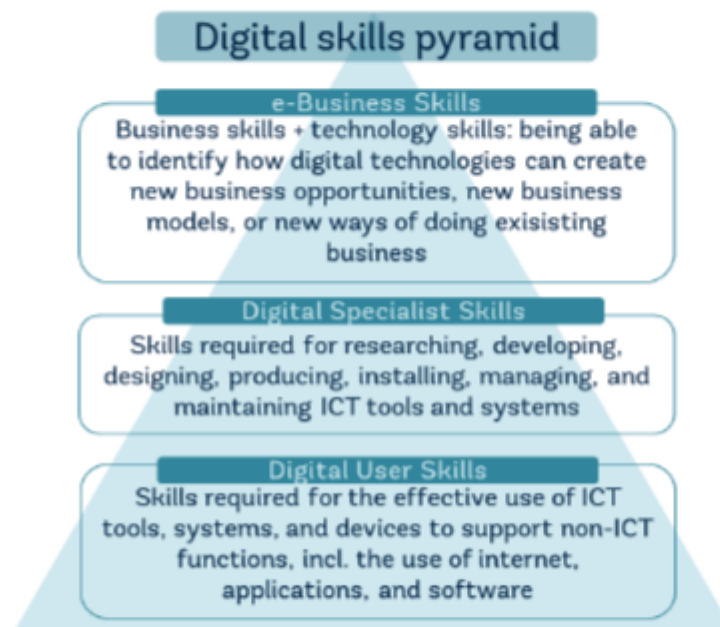 Digital skills pyramid
e-Business Skills
Business skills + technology skills: being able
to identify how digital technologies can create
new business opportunities, new business
models, or new ways of doing exisisting
business
Digital Specialist Skills
Skills required for researching, developing,
designing, producing, installing, managing, and
maintaining ICT tools and systems
Digital User Skills
Skills required for the effective use of ICT
tools, systems, and devices to support non-ICT
functions, incl. the use of internet,
applications, and software